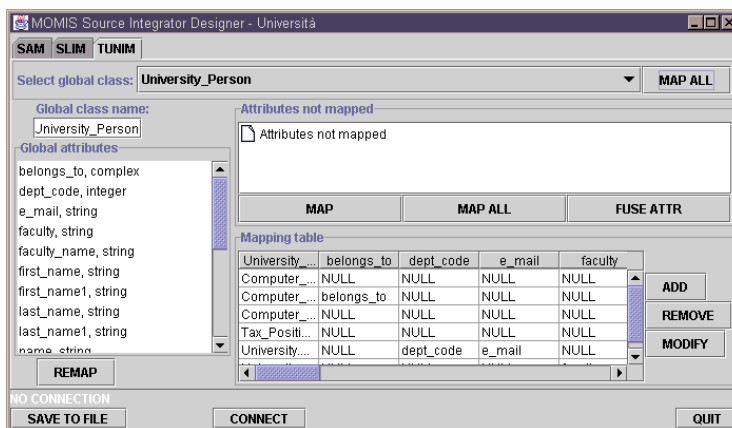 MOMIS Source Integrator Designer - Università
SAM SLIM TUNIM
Select global class: University_Person MAP ALL
Global class name:
University_Person
Global attributes
belongs_to, complex
dept_code, integer
e_mail, string
faculty, string
faculty_name, string
first_name, string
first_name1, string
last_name, string
last_name1, string
name, string
REMAP
Attributes not mapped
Attributes not mapped
MAP MAP ALL FUSE ATTR
Mapping table
University_... belongs_to dept_code e_mail faculty
Computer_... NULL NULL NULL NULL
Computer_... belongs_to NULL NULL NULL
Computer_... NULL NULL NULL NULL
Tax_Positi... NULL NULL NULL NULL
University.... NULL dept_code e_mail NULL
ADD
REMOVE
MODIFY
NO CONNECTION
SAVE TO FILE CONNECT QUIT